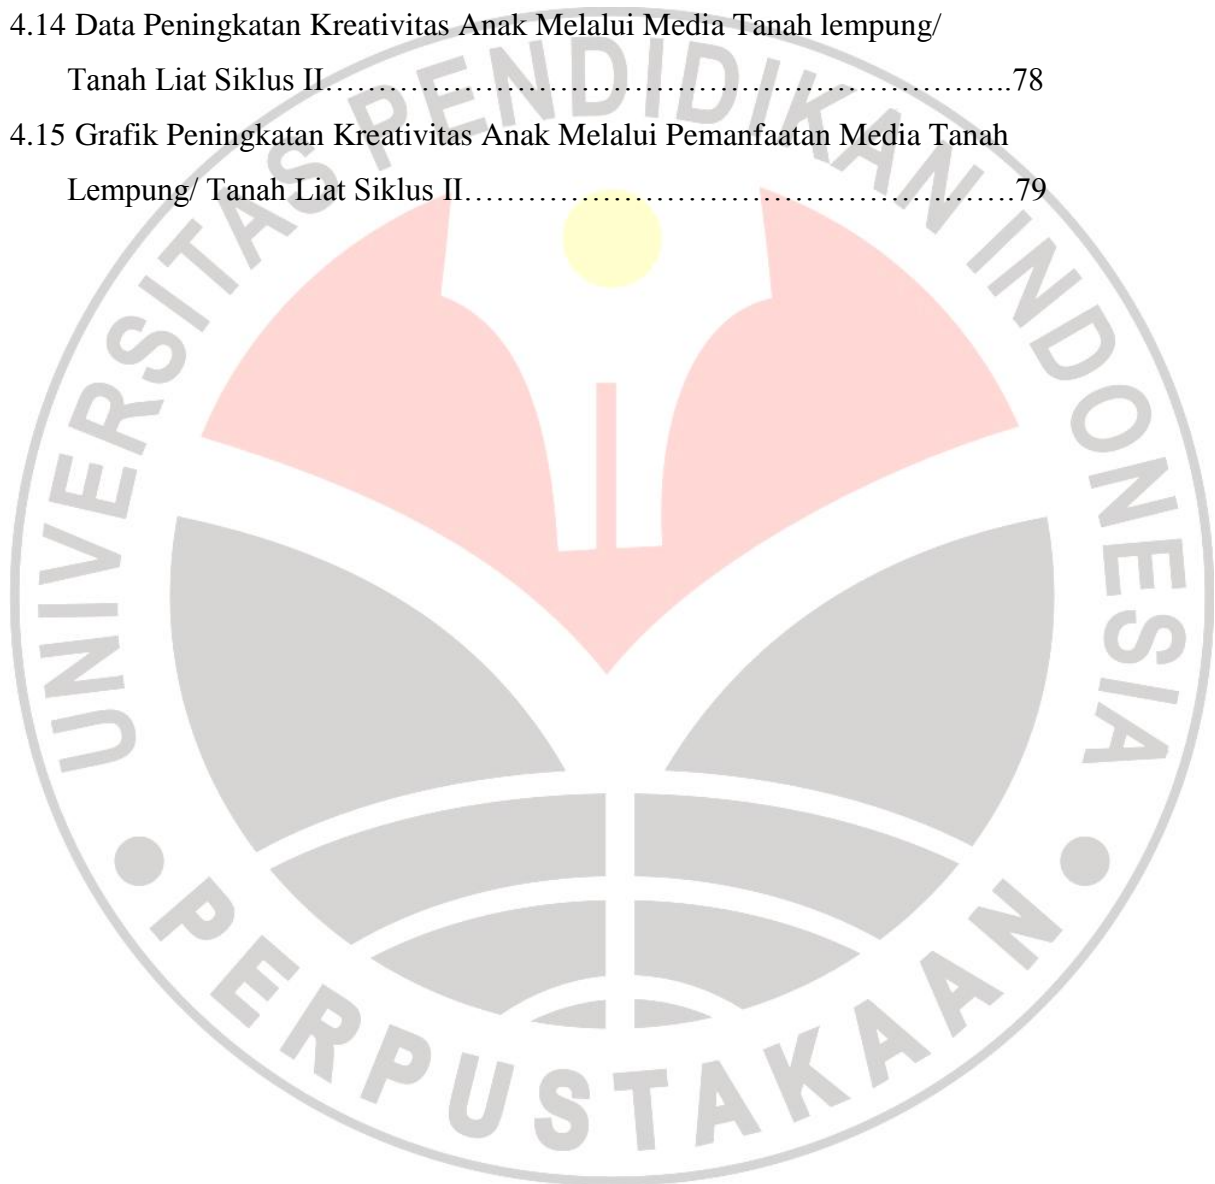 4.14 Data Peningkatan Kreativitas Anak Melalui Media Tanah lempung/
Tanah Liat Siklus II…………………………………………………………..78
4.15 Grafik Peningkatan Kreativitas Anak Melalui Pemanfaatan Media Tanah
Lempung/ Tanah Liat Siklus II…………………………………………….79
UNIVERSITAS PENDIDIKAN INDONESIA
PERPUSTAKAAN